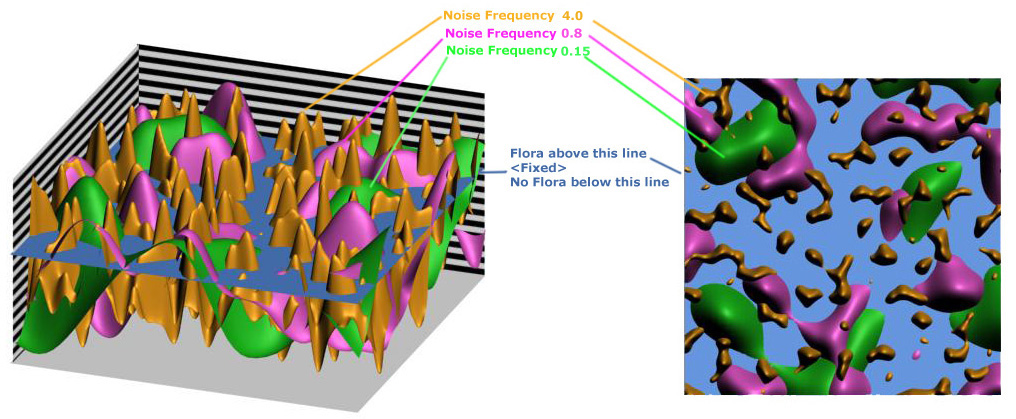 Noise Frequency 4.0
Noise Frequency 0.8
Noise Frequency 0.15
Flora above this line
<Fixed>
No Flora below this line